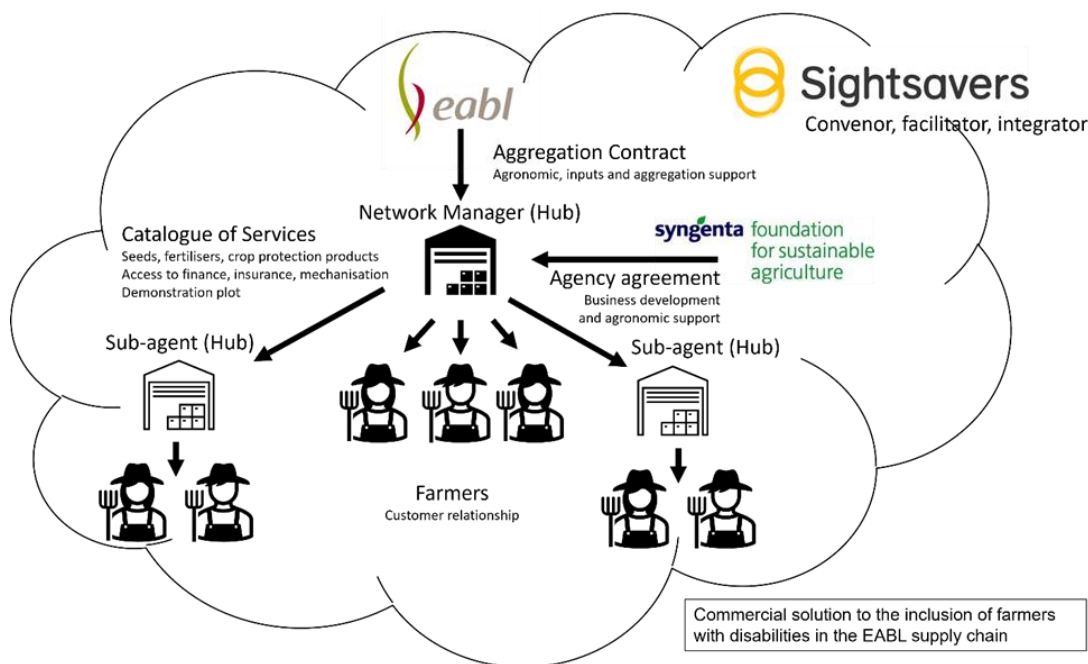 eabl
Sightsavers
Convenor, facilitator, integrator
Aggregation Contract
Agronomic, inputs and aggregation support
Network Manager (Hub)
Catalogue of Services
Seeds, fertilisers, crop protection products
Access to finance, insurance, mechanisation
Demonstration plot
syngenta foundation
for sustainable
agriculture
Agency agreement
Business development
and agronomic support
Sub-agent (Hub)
Sub-agent (Hub)
Farmers
Customer relationship
Commercial solution to the inclusion of farmers
with disabilities in the EABL supply chain